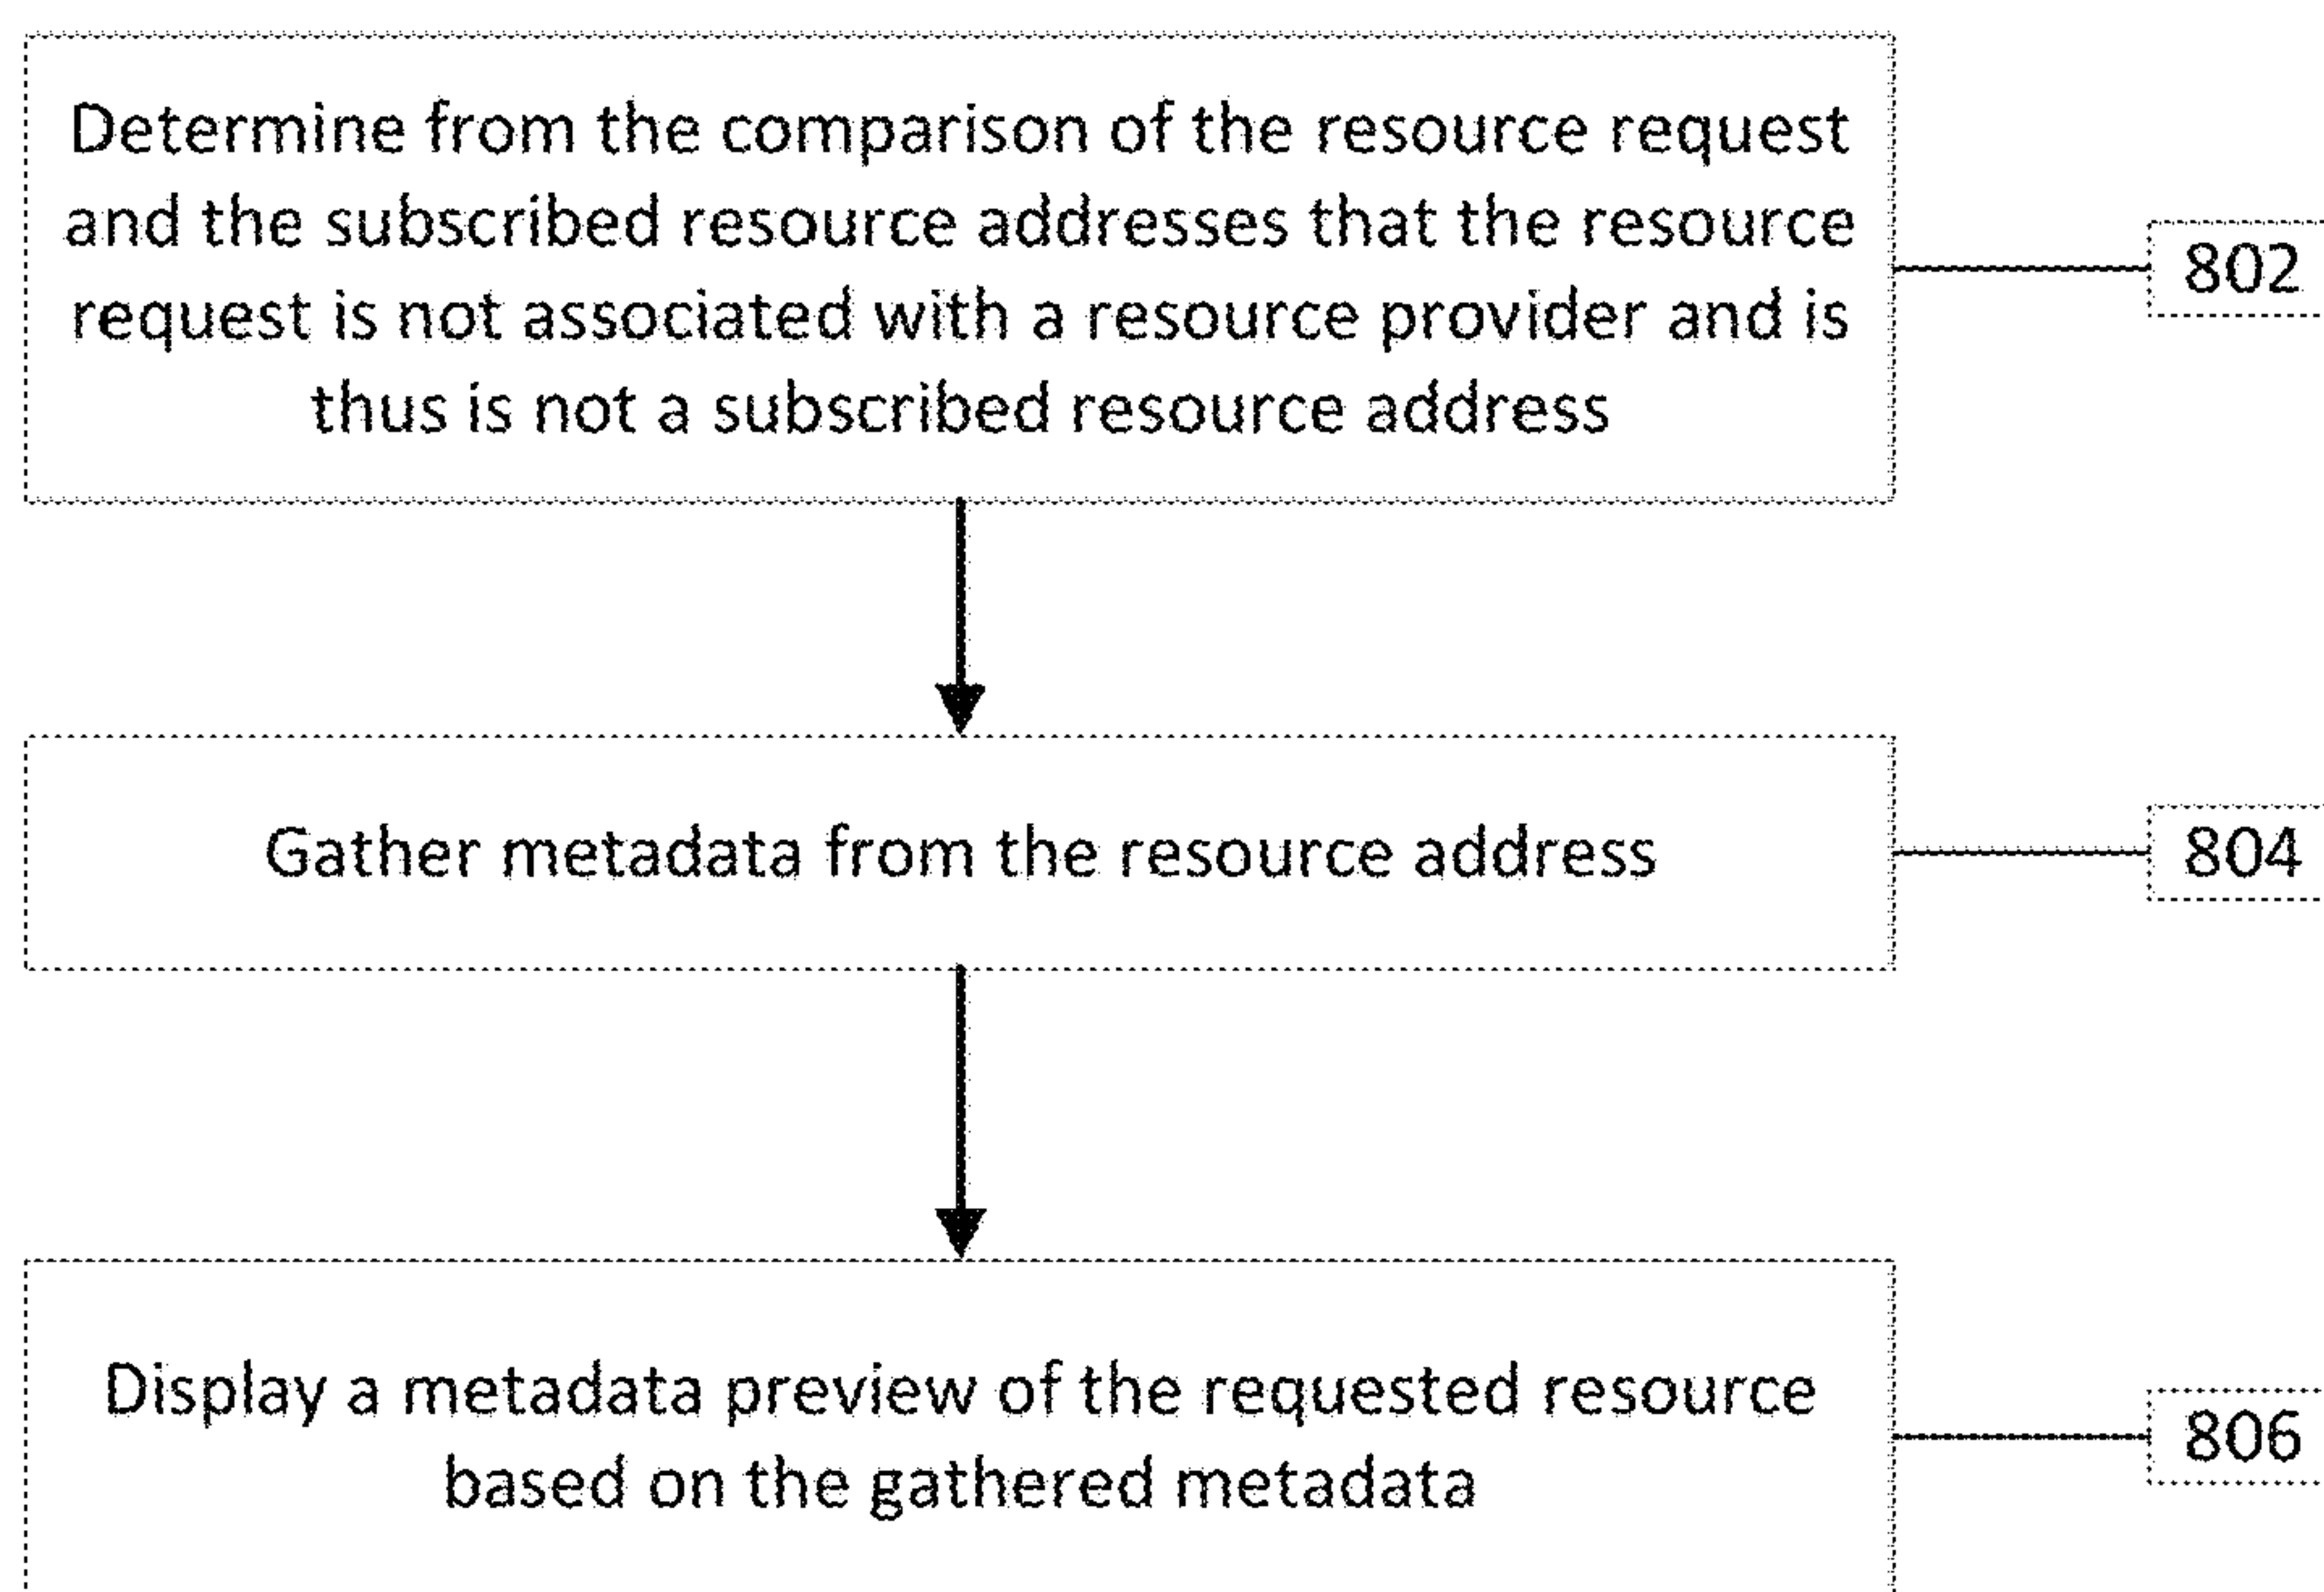 Determine from the comparison of the resource request
and the subscribed resource addresses that the resource
request is not associated with a resource provider and is
thus is not a subscribed resource address
802
Gather metadata from the resource address
804
Display a metadata preview of the requested resource
based on the gathered metadata
806